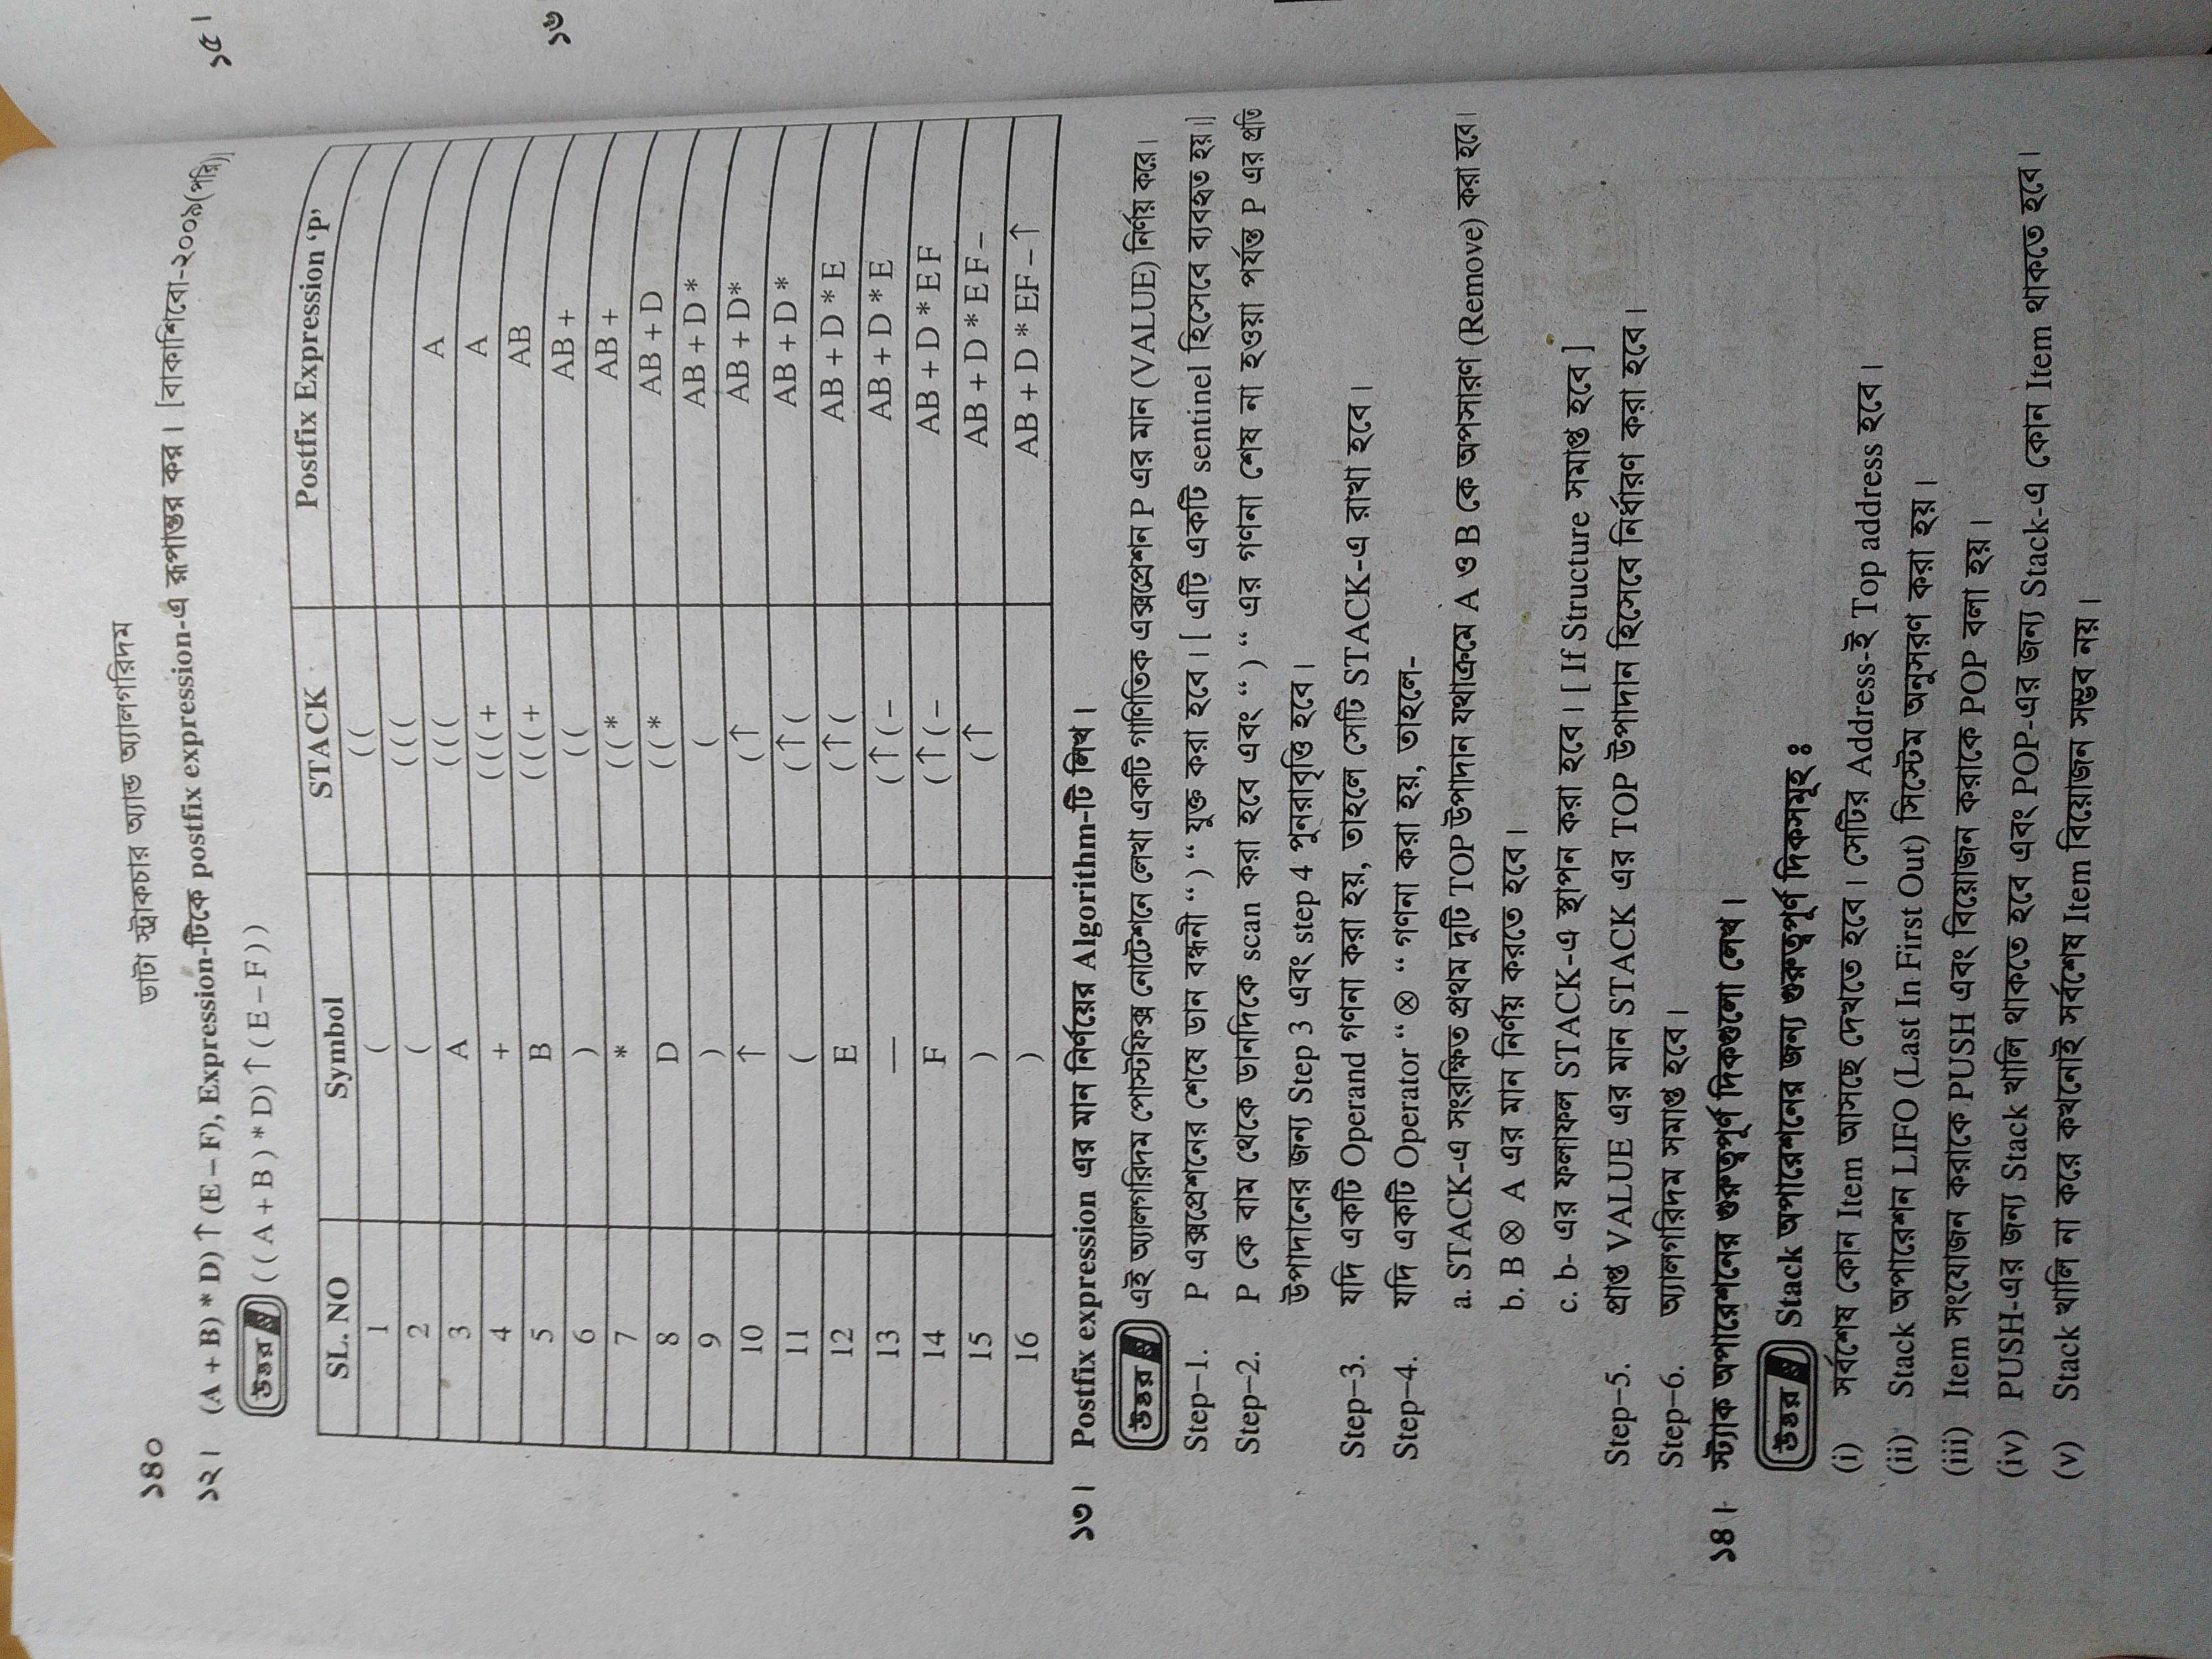 ১৪০
ডাটা স্ট্রাকচার অ্যান্ড অ্যালগরিদম
১২। (A + B) * D) ↑ (E – F), Expression-টিকে postfix expression-এ রূপান্তর কর। [বাকাশিবো-২০০৯(পরি)]
উত্তর ( ( A + B ) * D) ↑ ( E – F ) )
SL. NO Symbol STACK Postfix Expression ‘P’
1 ( ( (
2 ( ( ( (
3 A ( ( ( A
4 + ( ( ( + A
5 B ( ( ( + AB
6 ) ( ( AB +
7 * ( ( * AB +
8 D ( ( * AB + D
9 ) ( AB + D *
10 ↑ ( ↑ AB + D*
11 ( ( ↑ ( AB + D *
12 E ( ↑ ( AB + D * E
13 — ( ↑ ( – AB + D * E
14 F ( ↑ ( – AB + D * E F
15 ) ( ↑ AB + D * E F –
16 ) AB + D * EF – ↑
১৩। Postfix expression এর মান নির্ণয়ের Algorithm-টি লিখ।
উত্তর এই অ্যালগরিদম পোস্টফিক্স নোটেশনে লেখা একটি গাণিতিক এক্সপ্রেশন P এর মান (VALUE) নির্ণয় করে।
Step–1. P এক্সপ্রেশনের শেষে ডান বন্ধনী “ ) “ যুক্ত করা হবে। [ এটি একটি sentinel হিসেবে ব্যবহৃত হয়।]
Step–2. P কে বাম থেকে ডানদিকে scan করা হবে এবং “ ) “ এর গণনা শেষ না হওয়া পর্যন্ত P এর প্রতি
উপাদানের জন্য Step 3 এবং step 4 পুনরাবৃত্তি হবে।
Step–3. যদি একটি Operand গণনা করা হয়, তাহলে সেটি STACK-এ রাখা হবে।
Step–4. যদি একটি Operator “ ⊗ “ গণনা করা হয়, তাহলে-
a. STACK-এ সংরক্ষিত প্রথম দুটি TOP উপাদান যথাক্রমে A ও B কে অপসারণ (Remove) করা হবে।
b. B ⊗ A এর মান নির্ণয় করতে হবে।
c. b- এর ফলাফল STACK-এ স্থাপন করা হবে। [ If Structure সমাপ্ত হবে ]
Step–5. প্রাপ্ত VALUE এর মান STACK এর TOP উপাদান হিসেবে নির্ধারণ করা হবে।
Step–6. অ্যালগরিদম সমাপ্ত হবে।
১৪। স্ট্যাক অপারেশনের গুরুত্বপূর্ণ দিকগুলো লেখ।
উত্তর Stack অপারেশনের জন্য গুরুত্বপূর্ণ দিকসমূহ ঃ
(i) সর্বশেষ কোন Item আসছে দেখতে হবে। সেটির Address-ই Top address হবে।
(ii) Stack অপারেশন LIFO (Last In First Out) সিস্টেম অনুসরণ করা হয়।
(iii) Item সংযোজন করাকে PUSH এবং বিয়োজন করাকে POP বলা হয়।
(iv) PUSH-এর জন্য Stack খালি থাকতে হবে এবং POP-এর জন্য Stack-এ কোন Item থাকতে হবে।
(v) Stack খালি না করে কখনোই সর্বশেষ Item বিয়োজন সম্ভব নয়।
১৫।
১৬